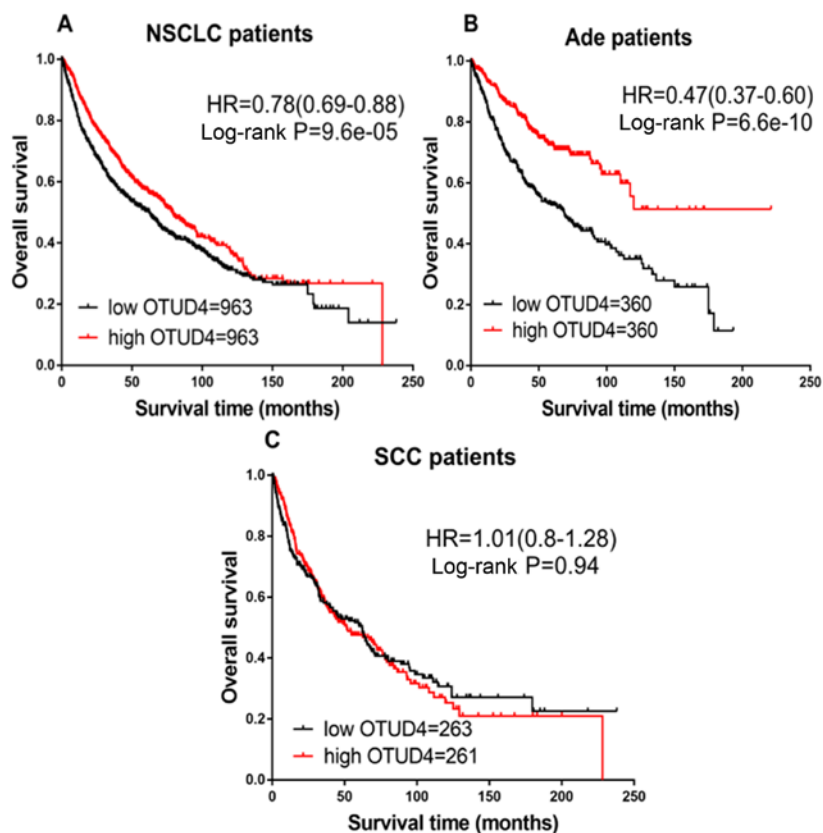 A
NSCLC patients
HR=0.78(0.69-0.88)
Log-rank P=9.6e-05
Overall survival
1.0
0.8
0.6
0.4
0.2
0.0
low OTUD4=963
high OTUD4=963
0 50 100 150 200 250
Survival time (months)
B
Ade patients
HR=0.47(0.37-0.60)
Log-rank P=6.6e-10
Overall survival
1.0
0.8
0.6
0.4
0.2
0.0
low OTUD4=360
high OTUD4=360
0 50 100 150 200 250
Survival time (months)
C
SCC patients
HR=1.01(0.8-1.28)
Log-rank P=0.94
Overall survival
1.0
0.8
0.6
0.4
0.2
0.0
low OTUD4=263
high OTUD4=261
0 50 100 150 200 250
Survival time (months)